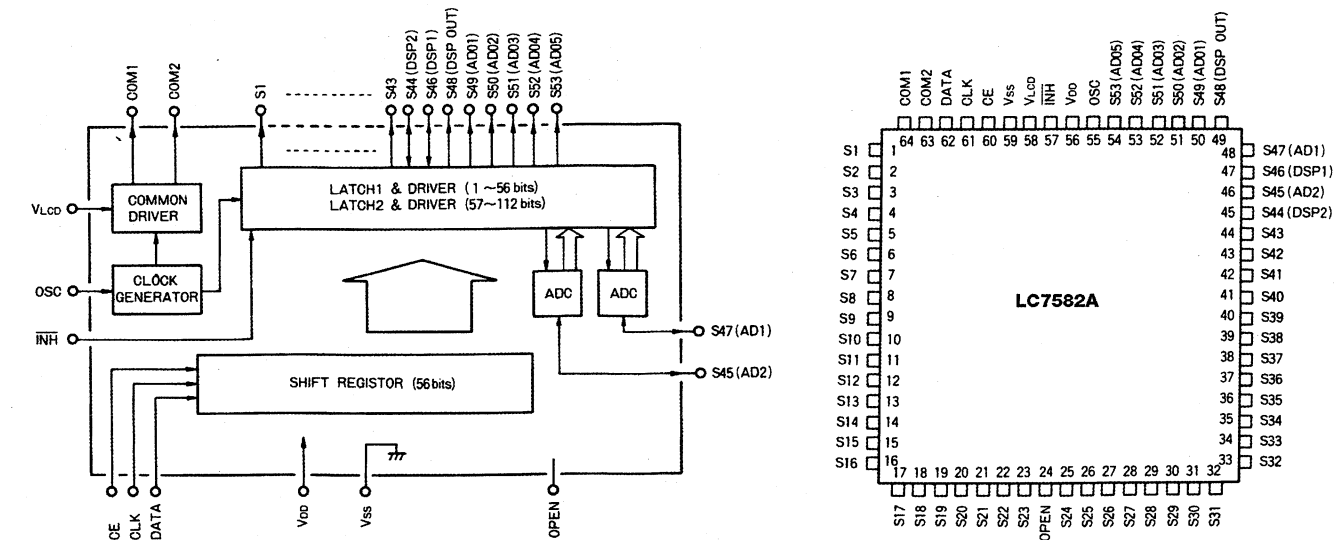 COM1
COM2
S1
S43
S44 (DSP2)
S46 (DSP1)
S48 (DSP OUT)
S49 (AD01)
S50 (AD02)
S51 (AD03)
S52 (AD04)
S53 (AD05)
LATCH1 & DRIVER (1～56 bits)
LATCH2 & DRIVER (57～112 bits)
COMMON
DRIVER
VLCD
CLOCK
GENERATOR
OSC
INH
ADC
ADC
S47 (AD1)
S45 (AD2)
SHIFT REGISTOR (56 bits)
CE
CLK
DATA
VDD
VSS
OPEN
COM1
COM2
DATA
CLK
CE
VSS
VLCD
INH
VDD
OSC
S53 (AD05)
S52 (AD04)
S51 (AD03)
S50 (AD02)
S49 (AD01)
S48 (DSP OUT)
64 63 62 61 60 59 58 57 56 55 54 53 52 51 50 49
S1 1
S2 2
S3 3
S4 4
S5 5
S6 6
S7 7
S8 8
S9 9
S10 10
S11 11
S12 12
S13 13
S14 14
S15 15
S16 16
LC7582A
48 S47 (AD1)
47 S46 (DSP1)
46 S45 (AD2)
45 S44 (DSP2)
44 S43
43 S42
42 S41
41 S40
40 S39
39 S38
38 S37
37 S36
36 S35
35 S34
34 S33
33 S32
17 18 19 20 21 22 23 24 25 26 27 28 29 30 31 32
S17
S18
S19
S20
S21
S22
S23
OPEN
S24
S25
S26
S27
S28
S29
S30
S31